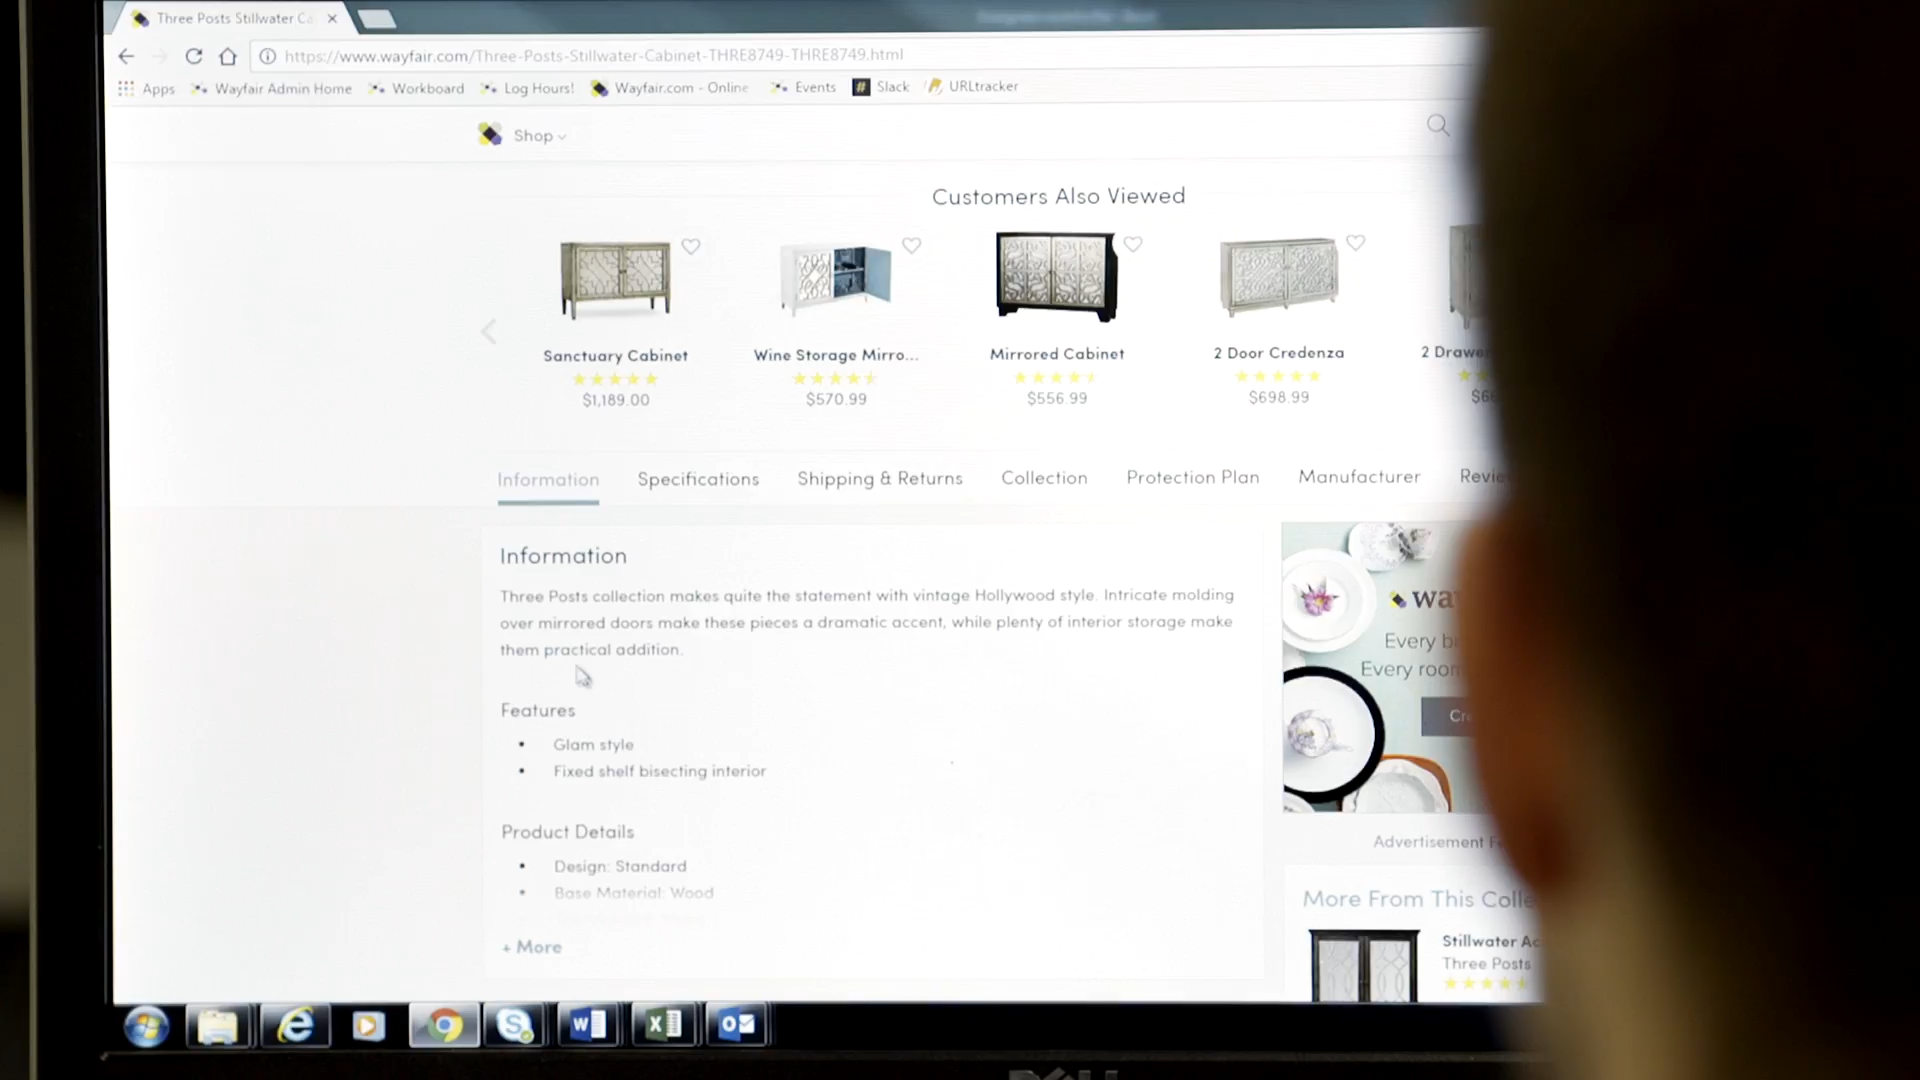 Three Posts Stillwater Ca
https://www.wayfair.com/Three-Posts-Stillwater-Cabinet-THRE8749-THRE8749.html
Apps Wayfair Admin Home Workboard Log Hours! Wayfair.com - Online Events Slack URLtracker
Shop
Customers Also Viewed
Sanctuary Cabinet
$1,189.00
Wine Storage Mirro...
$570.99
Mirrored Cabinet
$556.99
2 Door Credenza
$698.99
2 Drawe
Information Specifications Shipping & Returns Collection Protection Plan Manufacturer Revie
Information
Three Posts collection makes quite the statement with vintage Hollywood style. Intricate molding
over mirrored doors make these pieces a dramatic accent, while plenty of interior storage make
them practical addition.
Features
• Glam style
• Fixed shelf bisecting interior
Product Details
• Design: Standard
• Base Material: Wood
+ More
way
Every
Every room
Advertisement
More From This Colle
Stillwater
Three Posts
DELL